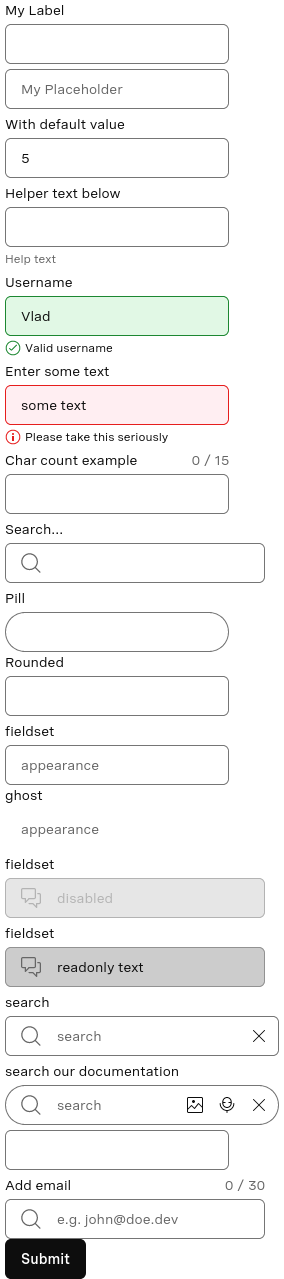 My Label
My Placeholder
With default value
5
Helper text below
Help text
Username
Vlad
Valid username
Enter some text
some text
Please take this seriously
Char count example 0 / 15
Search...
Pill
Rounded
fieldset
appearance
ghost
appearance
fieldset
disabled
fieldset
readonly text
search
search
search our documentation
search
Add email 0 / 30
e.g. john@doe.dev
Submit